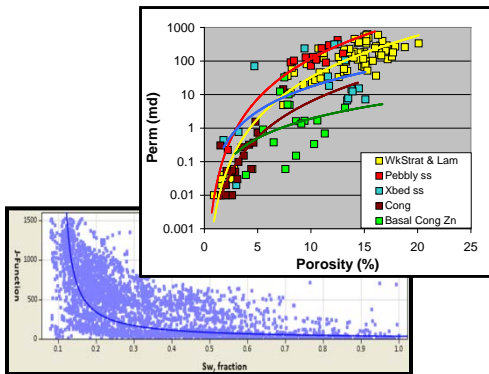 1000
100
10
1
0.1
0.01
0.001
Perm (md)
0 5 10 15 20 25
Porosity (%)
WkStrat & Lam
Pebbly ss
Xbed ss
Cong
Basal Cong Zn
1500
1000
500
0
J-Function
0.1 0.2 0.3 0.4 0.5 0.6 0.7 0.8 0.9 1.0
Sw, fraction